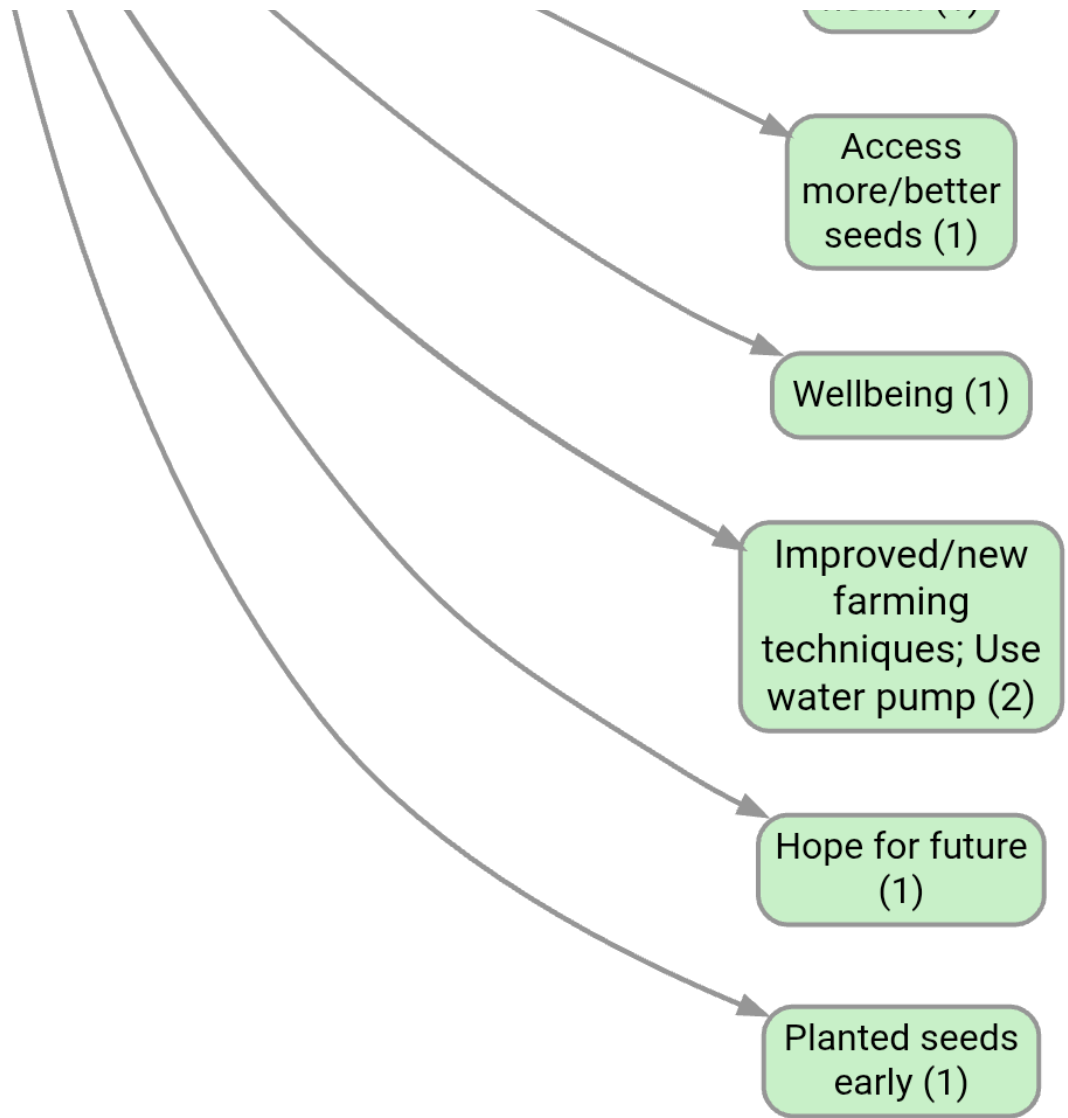 Access
more/better
seeds (1)
Wellbeing (1)
Improved/new
farming
techniques; Use
water pump (2)
Hope for future
(1)
Planted seeds
early (1)